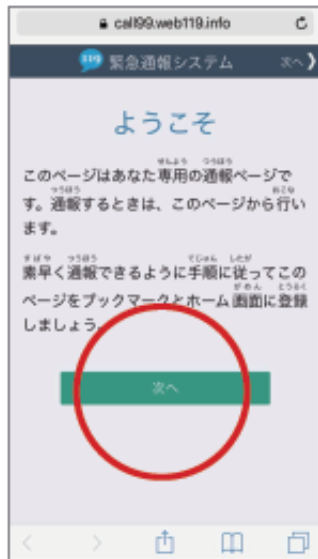 call99.web119.info
119 緊急通報システム 次へ
ようこそ
このページはあなた専用の通報ページで
す。通報するときは、このページから行い
ます。
素早く通報できるように手順に従ってこの
ページをブックマークとホーム画面に登録
しましょう。
次へ